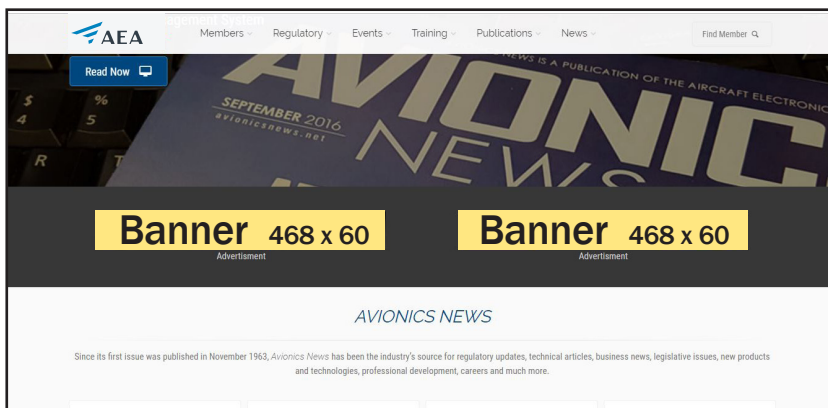 agement System
AEA
Members
Regulatory
Events
Training
Publications
News
Find Member
Read Now
NEWS IS A PUBLICATION OF THE AIRCRAFT ELECTRONIC
$
4
%
5
R
T
SEPTEMBER 2016
avionicsnews.net
AVIONIC
NEWS
Banner 468 x 60
Advertisment
Banner 468 x 60
Advertisment
AVIONICS NEWS
Since its first issue was published in November 1963, Avionics News has been the industry's source for regulatory updates, technical articles, business news, legislative issues, new products
and technologies, professional development, careers and much more.